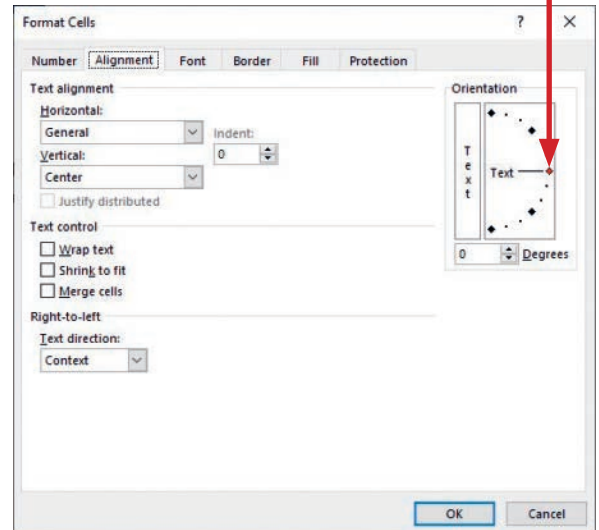 Format Cells ? ×
Number Alignment Font Border Fill Protection
Text alignment
Horizontal:
General
Indent:
0
Vertical:
Center
Justify distributed
Text control
Wrap text
Shrink to fit
Merge cells
Right-to-left
Text direction:
Context
Orientation
T
e
x
t
Text
0 Degrees
OK Cancel